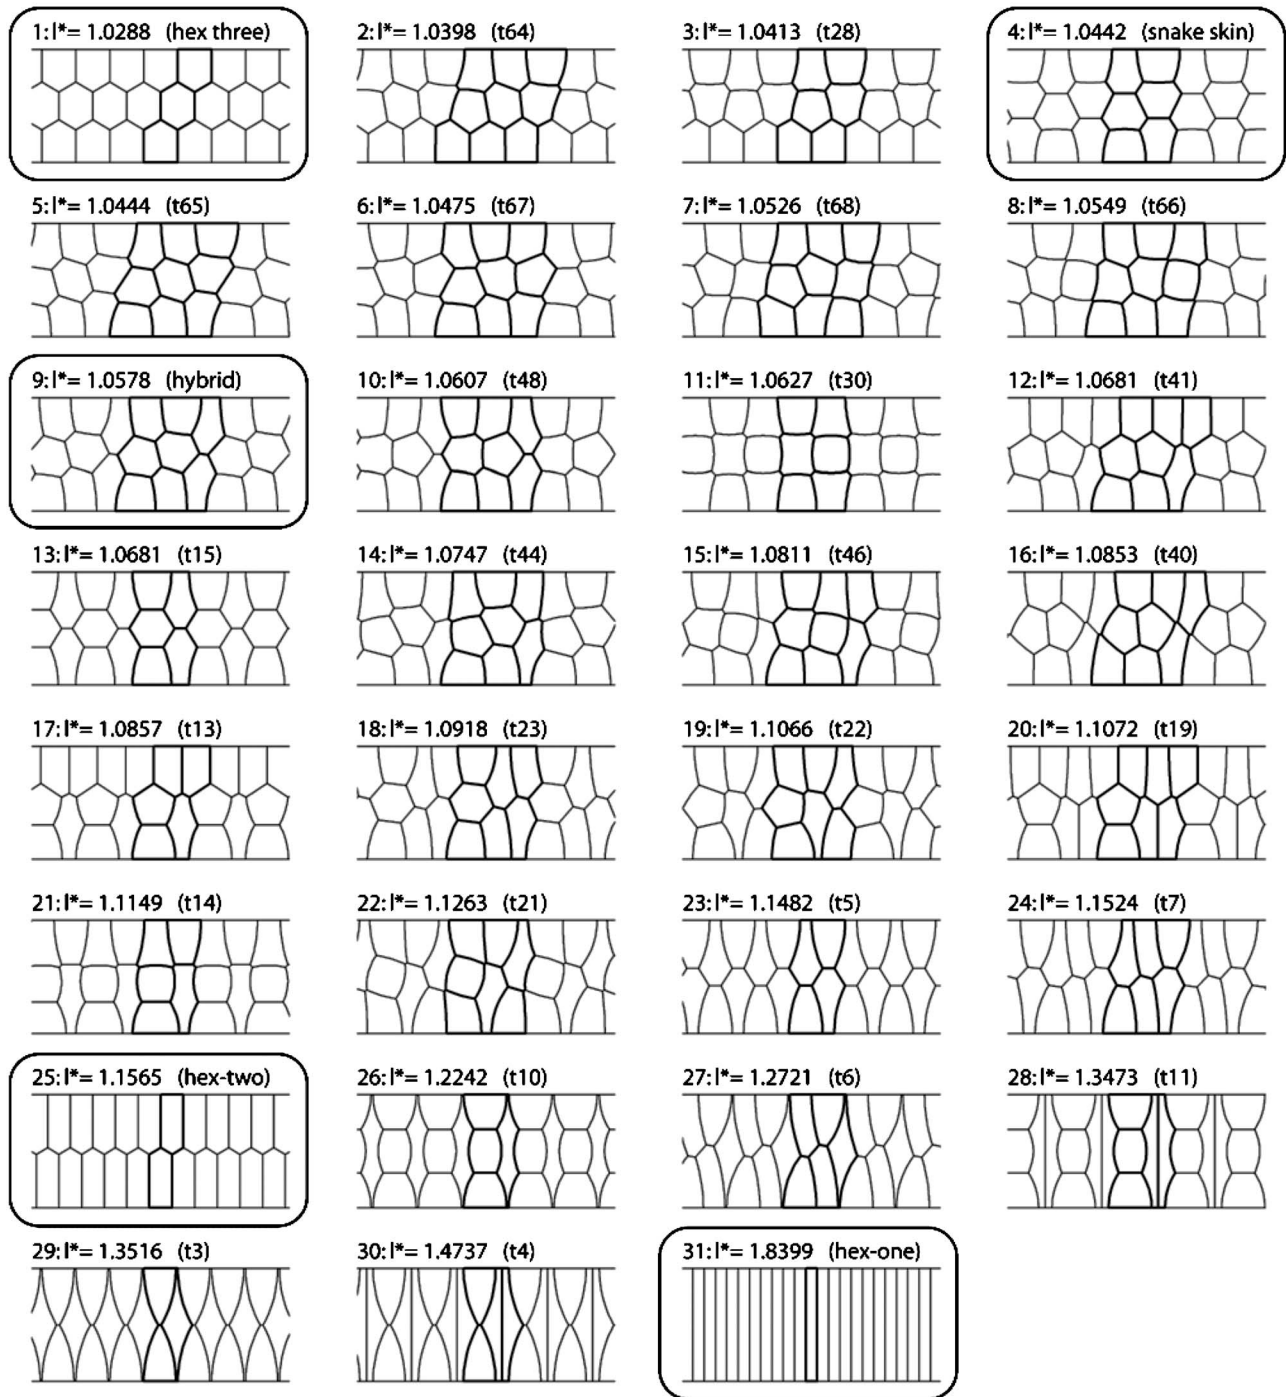 1: l*= 1.0288 (hex three)
2: l*= 1.0398 (t64)
3: l*= 1.0413 (t28)
4: l*= 1.0442 (snake skin)
5: l*= 1.0444 (t65)
6: l*= 1.0475 (t67)
7: l*= 1.0526 (t68)
8: l*= 1.0549 (t66)
9: l*= 1.0578 (hybrid)
10: l*= 1.0607 (t48)
11: l*= 1.0627 (t30)
12: l*= 1.0681 (t41)
13: l*= 1.0681 (t15)
14: l*= 1.0747 (t44)
15: l*= 1.0811 (t46)
16: l*= 1.0853 (t40)
17: l*= 1.0857 (t13)
18: l*= 1.0918 (t23)
19: l*= 1.1066 (t22)
20: l*= 1.1072 (t19)
21: l*= 1.1149 (t14)
22: l*= 1.1263 (t21)
23: l*= 1.1482 (t5)
24: l*= 1.1524 (t7)
25: l*= 1.1565 (hex-two)
26: l*= 1.2242 (t10)
27: l*= 1.2721 (t6)
28: l*= 1.3473 (t11)
29: l*= 1.3516 (t3)
30: l*= 1.4737 (t4)
31: l*= 1.8399 (hex-one)